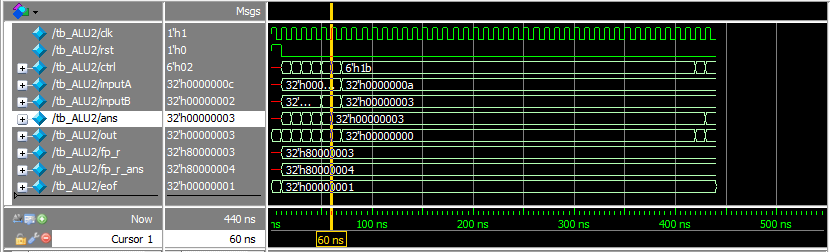 Msgs
/tb_ALU2/clk 1'h1
/tb_ALU2/rst 1'h0
/tb_ALU2/ctrl 6'h02 6'h1b
/tb_ALU2/inputA 32'h0000000c 32'h000... 32'h0000000a
/tb_ALU2/inputB 32'h00000002 32'... 32'h00000003
/tb_ALU2/ans 32'h00000003 32'h00000003
/tb_ALU2/out 32'h00000003 32'h00000000
/tb_ALU2/fp_r 32'h80000003 32'h80000003
/tb_ALU2/fp_r_ans 32'h80000004 32'h80000004
/tb_ALU2/eof 32'h00000001 32'h00000001
Now 440 ns ns 100 ns 200 ns 300 ns 400 ns 500 ns
Cursor 1 60 ns 60 ns